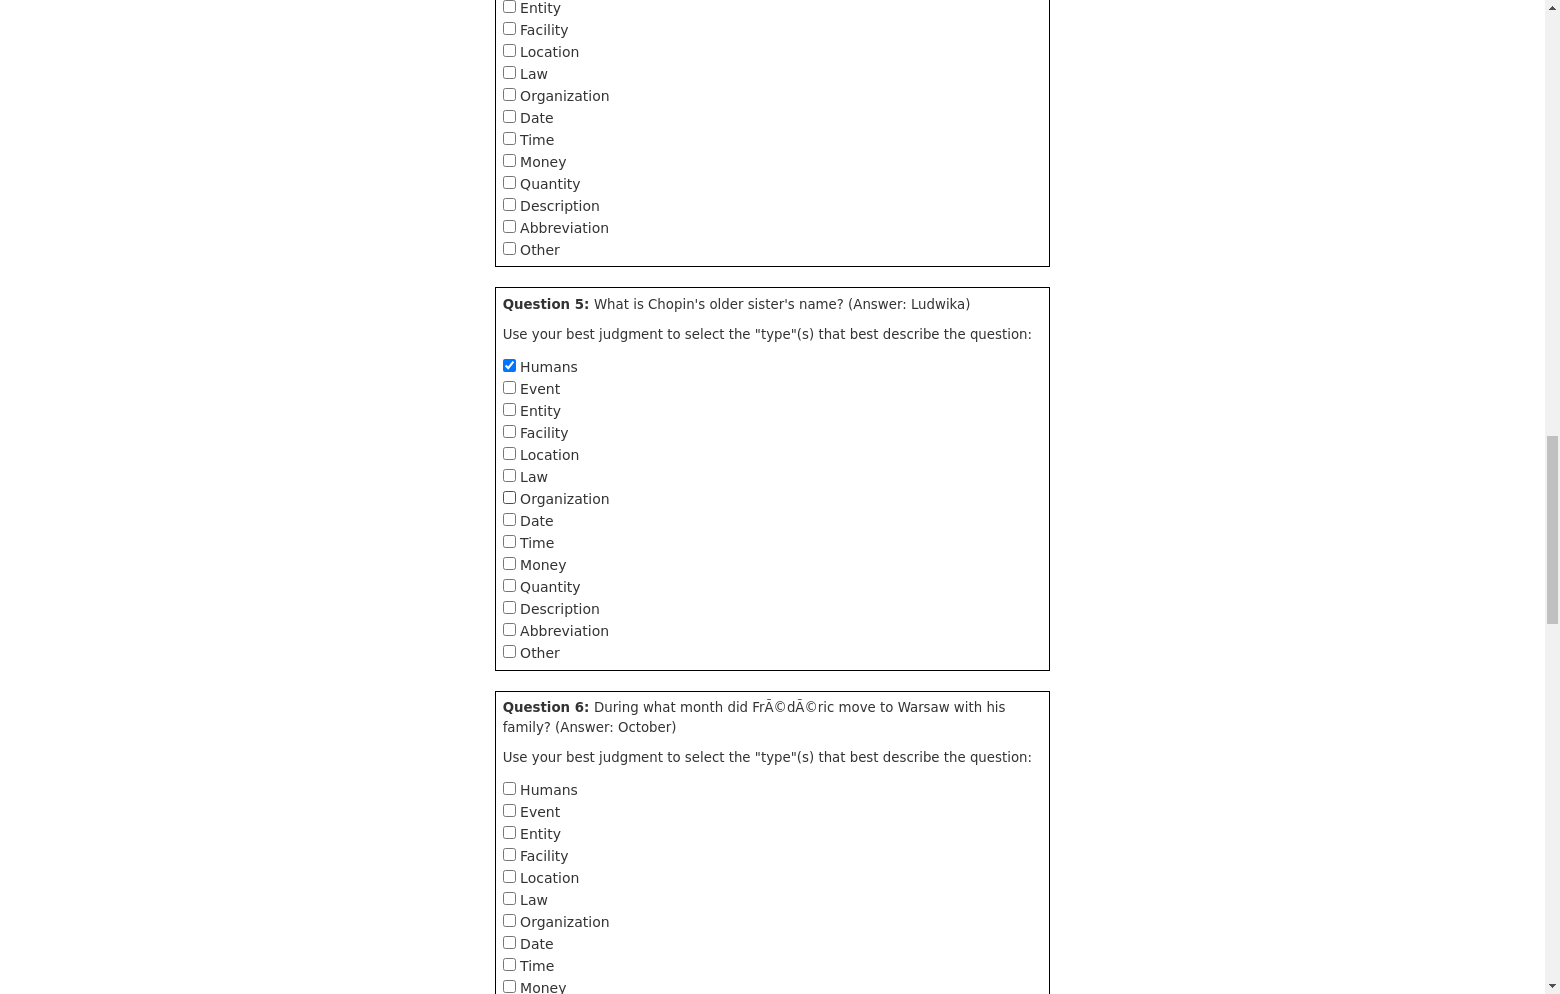 Entity
Facility
Location
Law
Organization
Date
Time
Money
Quantity
Description
Abbreviation
Other
Question 5: What is Chopin's older sister's name? (Answer: Ludwika)
Use your best judgment to select the "type"(s) that best describe the question:
Humans
Event
Entity
Facility
Location
Law
Organization
Date
Time
Money
Quantity
Description
Abbreviation
Other
Question 6: During what month did FrÃ©dÃ©ric move to Warsaw with his
family? (Answer: October)
Use your best judgment to select the "type"(s) that best describe the question:
Humans
Event
Entity
Facility
Location
Law
Organization
Date
Time
Money